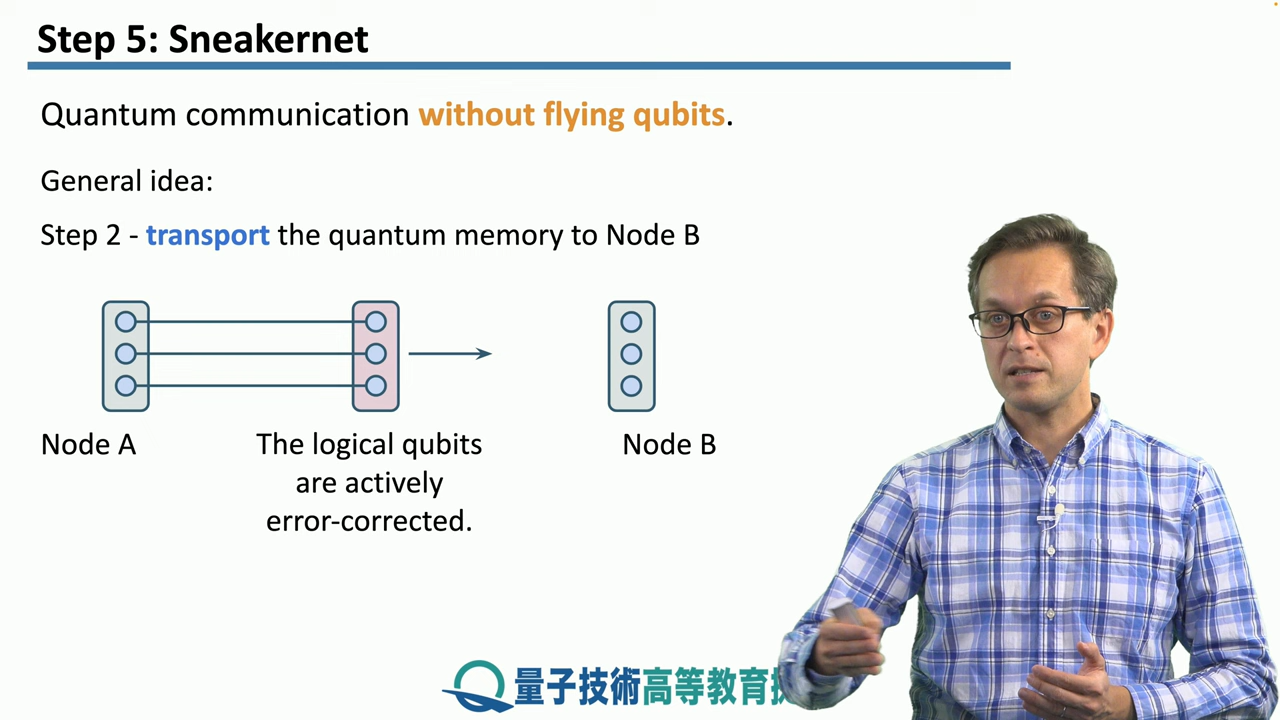 Step 5: Sneakernet
Quantum communication without flying qubits.
General idea:
Step 2 - transport the quantum memory to Node B
Node A
The logical qubits
are actively
error-corrected.
Node B
量子技術高等教育